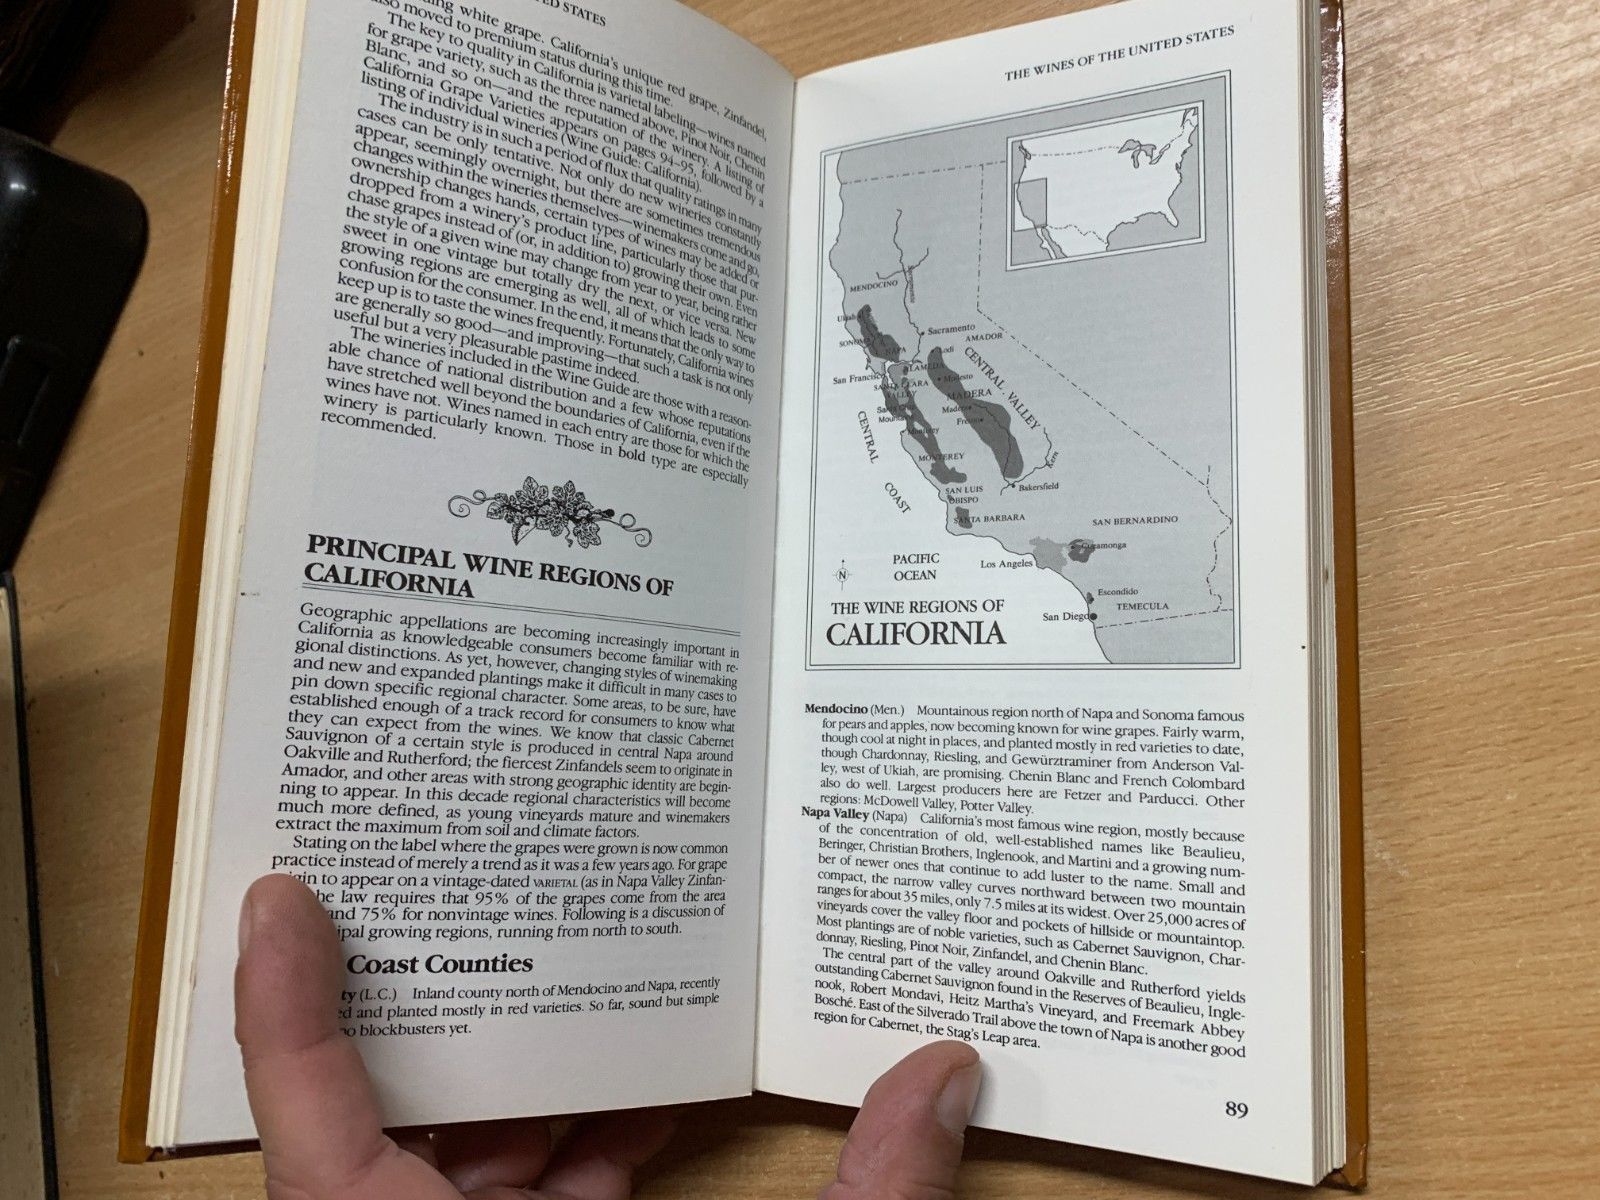 ED STATES
ing white grape. California's unique red grape, Zinfandel,
also moved to premium status during this time.
The key to quality in California is varietal labeling—wines named
for grape variety, such as the three named above, Pinot Noir, Chenin
Blanc, and so on—and the reputation of the winery. A listing of
California Grape Varieties appears on pages 94–95, followed by a
listing of individual wineries (Wine Guide: California).
The industry is in such a period of flux that quality ratings in many
cases can be only tentative. Not only do new wineries constantly
appear, seemingly overnight, but there are sometimes tremendous
changes within the wineries themselves—winemakers come and go,
ownership changes hands, certain types of wines may be added or
dropped from a winery's product line, particularly those that pur-
chase grapes instead of (or, in addition to) growing their own. Even
the style of a given wine may change from year to year, being rather
sweet in one vintage but totally dry the next, or vice versa. New
growing regions are emerging as well, all of which leads to some
confusion for the consumer. In the end, it means that the only way to
keep up is to taste the wines frequently. Fortunately, California wines
are generally so good—and improving—that such a task is not only
useful but a very pleasurable pastime indeed.
The wineries included in the Wine Guide are those with a reason-
able chance of national distribution and a few whose reputations
have stretched well beyond the boundaries of California, even if the
wines have not. Wines named in each entry are those for which the
winery is particularly known. Those in bold type are especially
recommended.
PRINCIPAL WINE REGIONS OF
CALIFORNIA
Geographic appellations are becoming increasingly important in
California as knowledgeable consumers become familiar with re-
gional distinctions. As yet, however, changing styles of winemaking
and new and expanded plantings make it difficult in many cases to
pin down specific regional character. Some areas, to be sure, have
established enough of a track record for consumers to know what
they can expect from the wines. We know that classic Cabernet
Sauvignon of a certain style is produced in central Napa around
Oakville and Rutherford; the fiercest Zinfandels seem to originate in
Amador, and other areas with strong geographic identity are begin-
ning to appear. In this decade regional characteristics will become
much more defined, as young vineyards mature and winemakers
extract the maximum from soil and climate factors.
Stating on the label where the grapes were grown is now common
practice instead of merely a trend as it was a few years ago. For grape
origin to appear on a vintage-dated VARIETAL (as in Napa Valley Zinfan-
he law requires that 95% of the grapes come from the area
and 75% for nonvintage wines. Following is a discussion of
ipal growing regions, running from north to south.
Coast Counties
ty (L.C.) Inland county north of Mendocino and Napa, recently
ed and planted mostly in red varieties. So far, sound but simple
no blockbusters yet.
THE WINES OF THE UNITED STATES
MENDOCINO
Sacramento
Ukiah
SONOMA
NAPA
Sacramento
AMADOR
Lodi
San Francisco
ALAMEDA
CENTRAL VALLEY
Modesto
SANTA CLARA
VALLEY
MADERA
Santa Cruz
Mountains
Madera
Fresno
CENTRAL
COAST
Monterey
MONTEREY
Kern
SAN LUIS
OBISPO
Bakersfield
SANTA BARBARA
SAN BERNARDINO
Cucamonga
PACIFIC
OCEAN
Los Angeles
N
Escondido
TEMECULA
San Diego
THE WINE REGIONS OF
CALIFORNIA
Mendocino (Men.) Mountainous region north of Napa and Sonoma famous
for pears and apples, now becoming known for wine grapes. Fairly warm,
though cool at night in places, and planted mostly in red varieties to date,
though Chardonnay, Riesling, and Gewürztraminer from Anderson Val-
ley, west of Ukiah, are promising. Chenin Blanc and French Colombard
also do well. Largest producers here are Fetzer and Parducci. Other
regions: McDowell Valley, Potter Valley.
Napa Valley (Napa) California's most famous wine region, mostly because
of the concentration of old, well-established names like Beaulieu,
Beringer, Christian Brothers, Inglenook, and Martini and a growing num-
ber of newer ones that continue to add luster to the name. Small and
compact, the narrow valley curves northward between two mountain
ranges for about 35 miles, only 7.5 miles at its widest. Over 25,000 acres of
vineyards cover the valley floor and pockets of hillside or mountaintop.
Most plantings are of noble varieties, such as Cabernet Sauvignon, Char-
donnay, Riesling, Pinot Noir, Zinfandel, and Chenin Blanc.
The central part of the valley around Oakville and Rutherford yields
outstanding Cabernet Sauvignon found in the Reserves of Beaulieu, Ingle-
nook, Robert Mondavi, Heitz Martha's Vineyard, and Freemark Abbey
Bosché. East of the Silverado Trail above the town of Napa is another good
region for Cabernet, the Stag's Leap area.
89